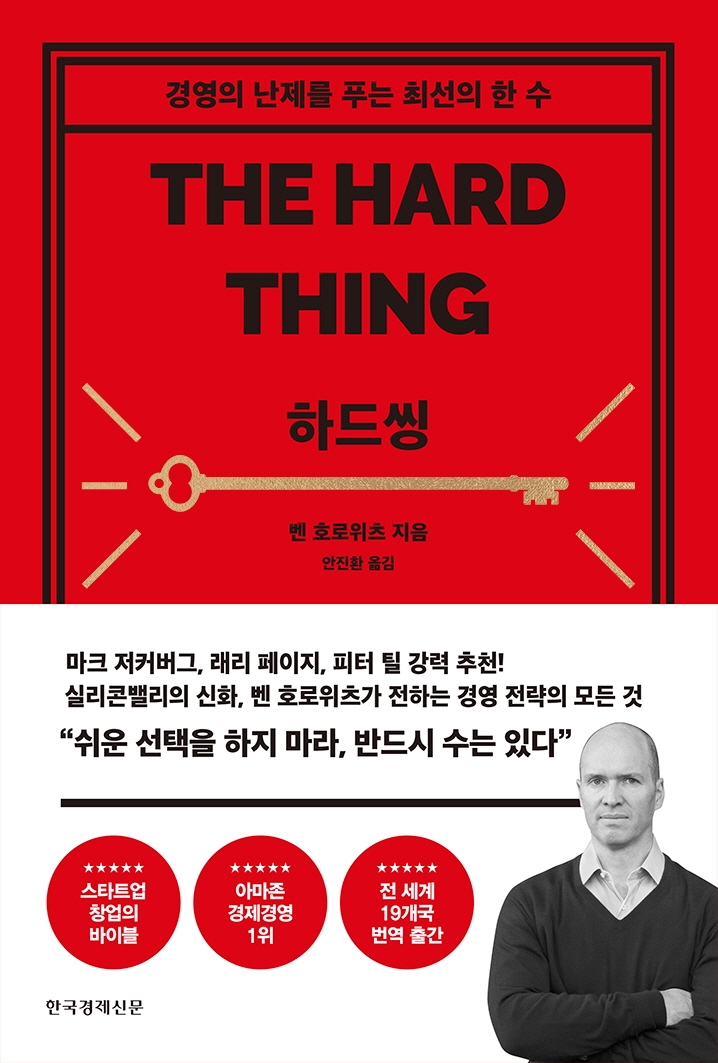 경영의 난제를 푸는 최선의 한 수
THE HARD
THING
하드씽
벤 호로위츠 지음
안진환 옮김
마크 저커버그, 래리 페이지, 피터 틸 강력 추천!
실리콘밸리의 신화, 벤 호로위츠가 전하는 경영 전략의 모든 것
“쉬운 선택을 하지 마라, 반드시 수는 있다”
★★★★★
스타트업
창업의
바이블
★★★★★
아마존
경제경영
1위
★★★★★
전 세계
19개국
번역 출간
한국경제신문